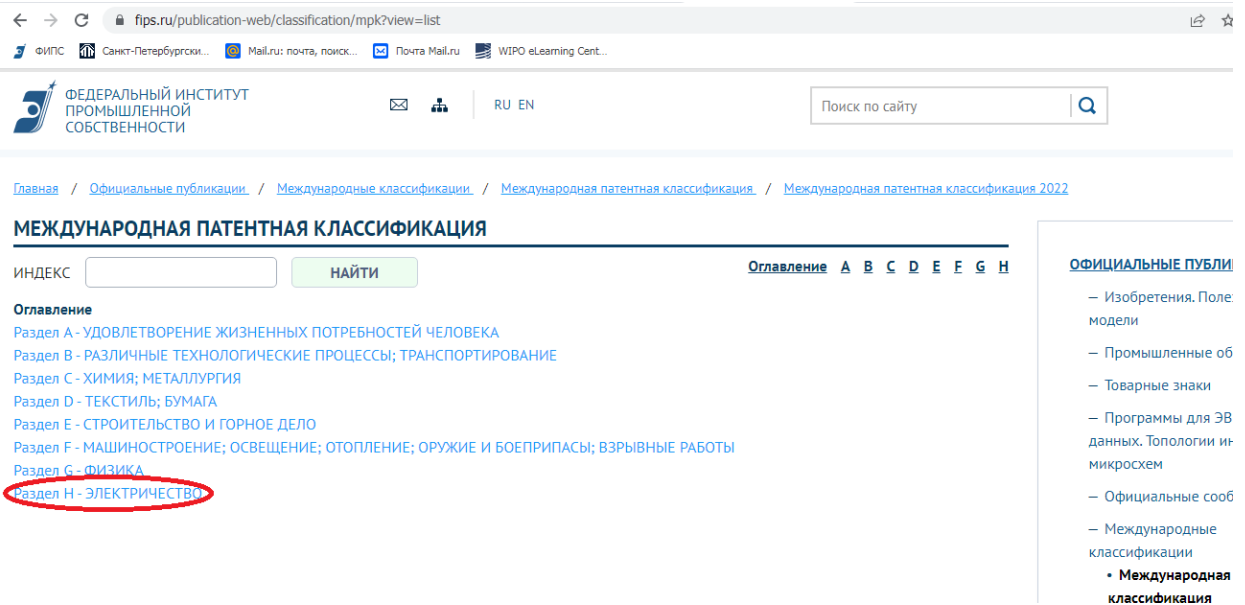 fips.ru/publication-web/classification/mpk?view=list
ФИПС Санкт-Петербургски... Mail.ru: почта, поиск... Почта Mail.ru WIPO eLearning Cent...
ФЕДЕРАЛЬНЫЙ ИНСТИТУТ
ПРОМЫШЛЕННОЙ
СОБСТВЕННОСТИ
RU EN
Поиск по сайту
Главная / Официальные публикации / Международные классификации / Международная патентная классификация / Международная патентная классификация 2022
МЕЖДУНАРОДНАЯ ПАТЕНТНАЯ КЛАССИФИКАЦИЯ
ИНДЕКС НАЙТИ Оглавление A B C D E F G H
Оглавление
Раздел A - УДОВЛЕТВОРЕНИЕ ЖИЗНЕННЫХ ПОТРЕБНОСТЕЙ ЧЕЛОВЕКА
Раздел B - РАЗЛИЧНЫЕ ТЕХНОЛОГИЧЕСКИЕ ПРОЦЕССЫ; ТРАНСПОРТИРОВАНИЕ
Раздел C - ХИМИЯ; МЕТАЛЛУРГИЯ
Раздел D - ТЕКСТИЛЬ; БУМАГА
Раздел E - СТРОИТЕЛЬСТВО И ГОРНОЕ ДЕЛО
Раздел F - МАШИНОСТРОЕНИЕ; ОСВЕЩЕНИЕ; ОТОПЛЕНИЕ; ОРУЖИЕ И БОЕПРИПАСЫ; ВЗРЫВНЫЕ РАБОТЫ
Раздел G - ФИЗИКА
Раздел H - ЭЛЕКТРИЧЕСТВО
ОФИЦИАЛЬНЫЕ ПУБЛИ
— Изобретения. Поле
модели
— Промышленные об
— Товарные знаки
— Программы для ЭВ
данных. Топологии ин
микросхем
— Официальные сооб
— Международные
классификации
• Международная
классификация